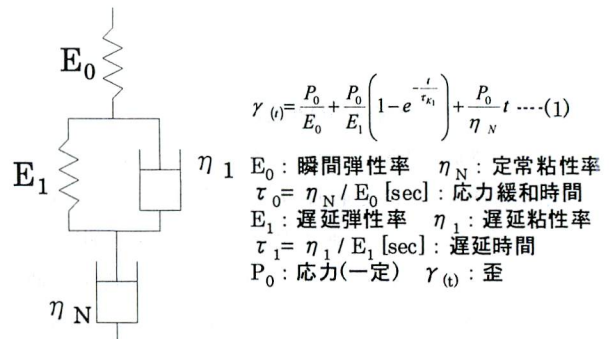 E0
E1
η 1
η N
γ (t)= P0/E0 + P0/E1 (1−e^−t/τK1) + P0/η N t ----(1)
E0 : 瞬間弾性率 ηN : 定常粘性率
τ0= ηN / E0 [sec] : 応力緩和時間
E1 : 遅延弾性率 η1 : 遅延粘性率
τ1= η1 / E1 [sec] : 遅延時間
P0 : 応力(一定) γ(t) : 歪